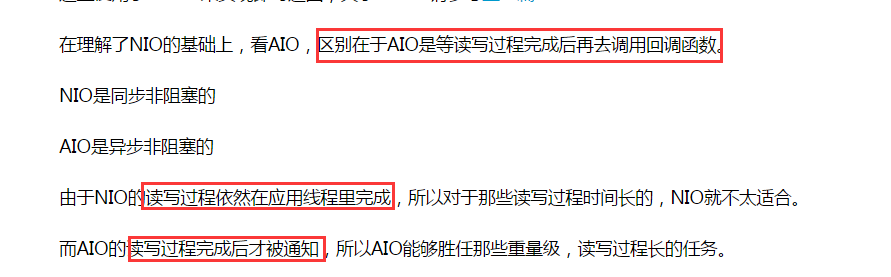 在理解了NIO的基础上，看AIO，区别在于AIO是等读写过程完成后再去调用回调函数。
NIO是同步非阻塞的
AIO是异步非阻塞的
由于NIO的读写过程依然在应用线程里完成，所以对于那些读写过程时间长的，NIO就不太适合。
而AIO的读写过程完成后才被通知，所以AIO能够胜任那些重量级，读写过程长的任务。